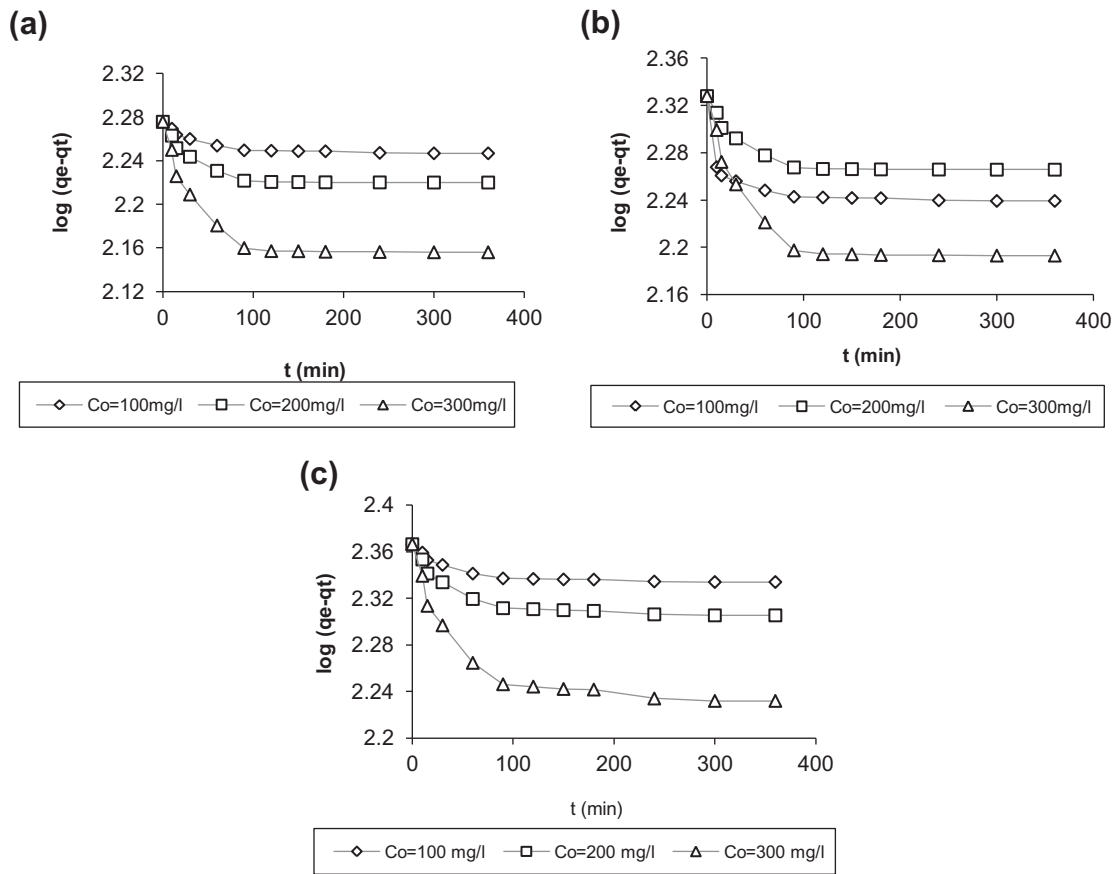 (a)
log (qe-qt)
2.32
2.28
2.24
2.2
2.16
2.12
0 100 200 300 400
t (min)
Co=100mg/l Co=200mg/l Co=300mg/l
(b)
log (qe-qt)
2.36
2.32
2.28
2.24
2.2
2.16
0 100 200 300 400
t (min)
Co=100mg/l Co=200mg/l Co=300mg/l
(c)
log (qe-qt)
2.4
2.36
2.32
2.28
2.24
2.2
0 100 200 300 400
t (min)
Co=100 mg/l Co=200 mg/l Co=300 mg/l